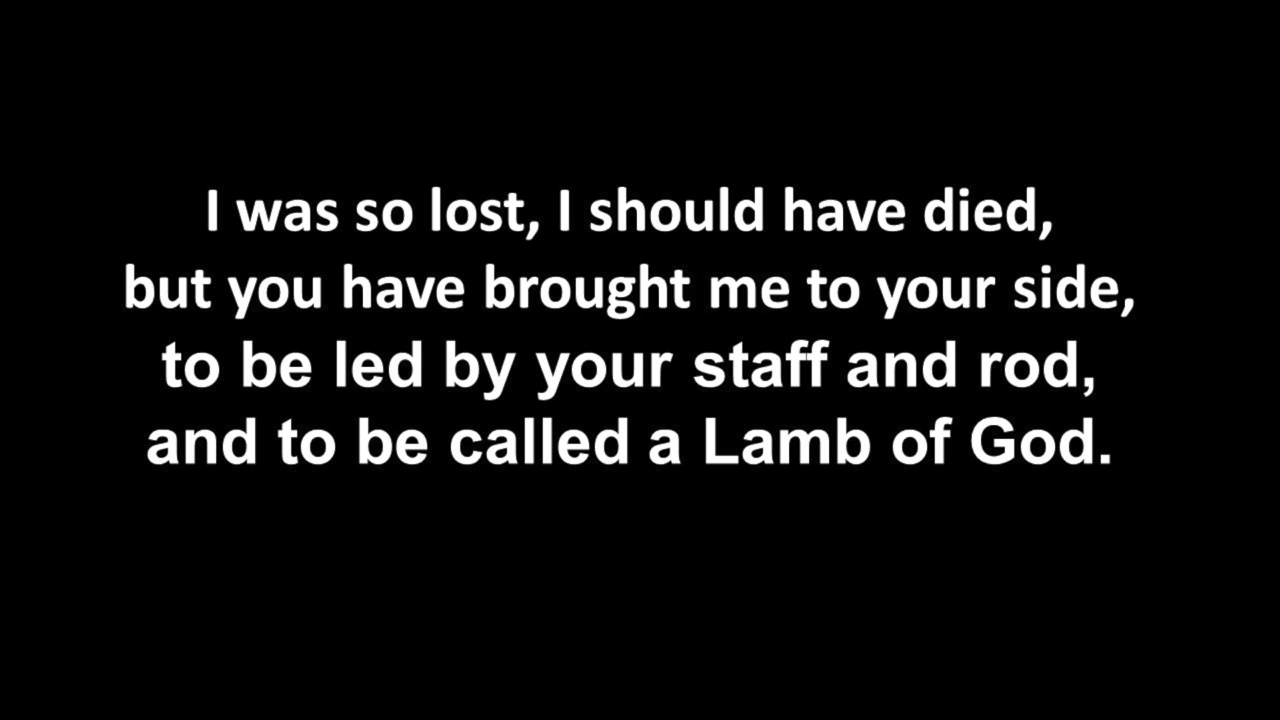 I was so lost, I should have died,
but you have brought me to your side,
to be led by your staff and rod,
and to be called a Lamb of God.